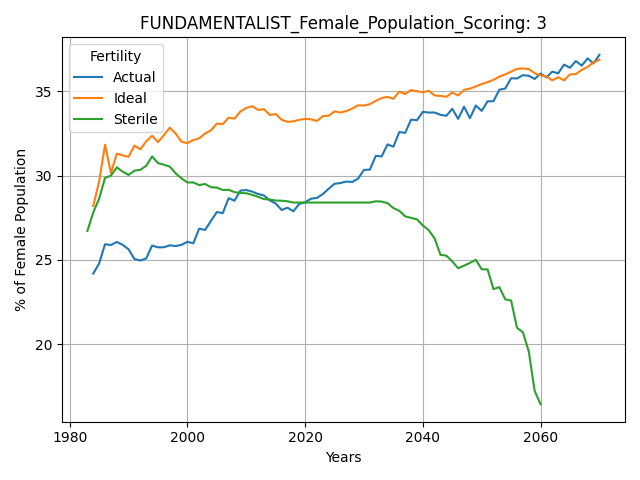 FUNDAMENTALIST_Female_Population_Scoring: 3
Fertility
Actual
Ideal
Sterile
% of Female Population
35
30
25
20
1980 2000 2020 2040 2060
Years